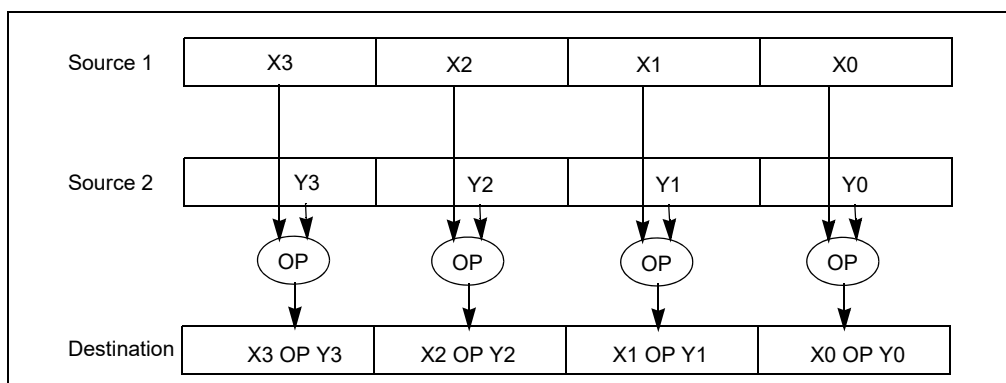 Source 1 X3 X2 X1 X0
Source 2 Y3 Y2 Y1 Y0
OP OP OP OP
Destination X3 OP Y3 X2 OP Y2 X1 OP Y1 X0 OP Y0